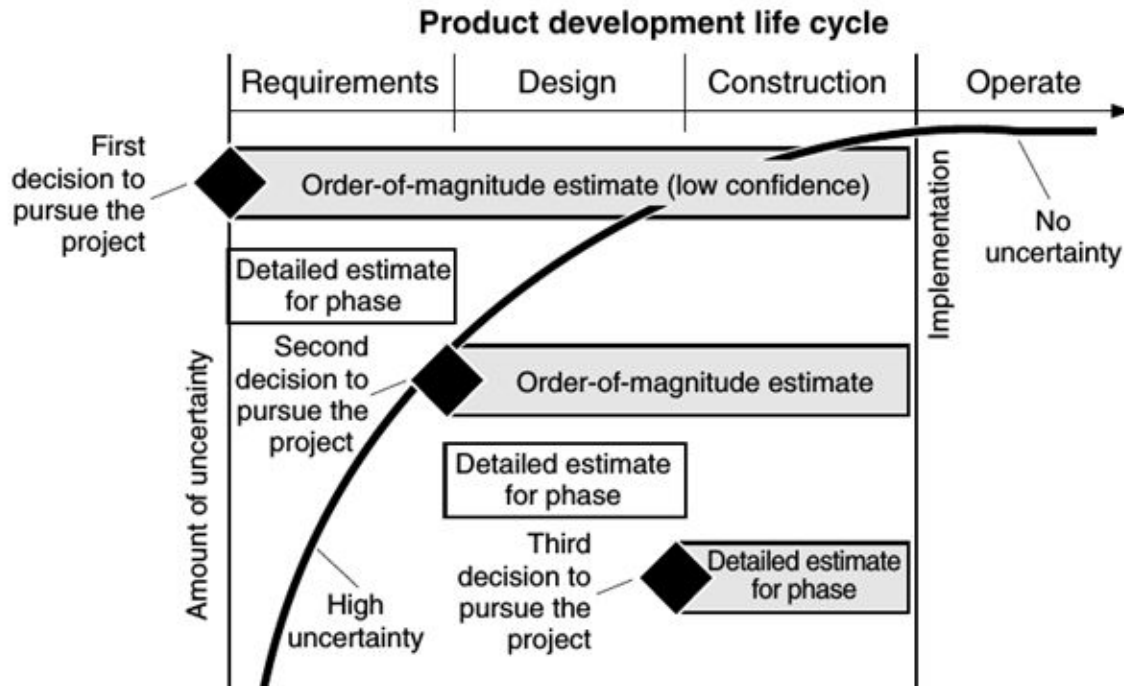 Product development life cycle
Requirements
Design
Construction
Operate
First
decision to
pursue the
project
Order-of-magnitude estimate (low confidence)
Implementation
No
uncertainty
Detailed estimate
for phase
Amount of uncertainty
Second
decision to
pursue the
project
Order-of-magnitude estimate
Detailed estimate
for phase
High
uncertainty
Third
decision to
pursue the
project
Detailed estimate
for phase